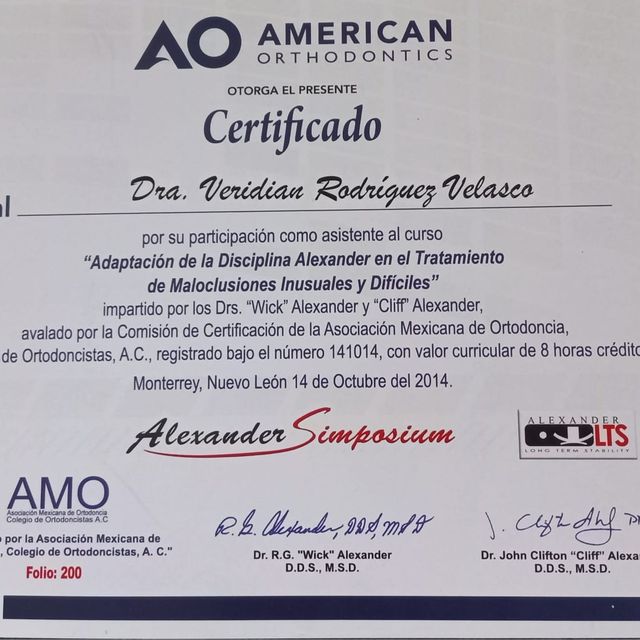 AO AMERICAN
ORTHODONTICS
OTORGA EL PRESENTE
Certificado
al Dra. Veridian Rodríguez Velasco
por su participación como asistente al curso
“Adaptación de la Disciplina Alexander en el Tratamiento
de Maloclusiones Inusuales y Difíciles”
impartido por los Drs. “Wick” Alexander y “Cliff” Alexander,
avalado por la Comisión de Certificación de la Asociación Mexicana de Ortodoncia,
de Ortodoncistas, A.C., registrado bajo el número 141014, con valor curricular de 8 horas crédito
Monterrey, Nuevo León 14 de Octubre del 2014.
Alexander Simposium
ALEXANDER
LTS
LONG TERM STABILITY
AMO
Asociación Mexicana de Ortodoncia
Colegio de Ortodoncistas A.C
o por la Asociación Mexicana de
, Colegio de Ortodoncistas, A. C."
Folio: 200
R. G. Alexander, DDS, MSD
Dr. R.G. "Wick" Alexander
D.D.S., M.S.D.
Dr. John Clifton “Cliff” Alexa
D.D.S., M.S.D.